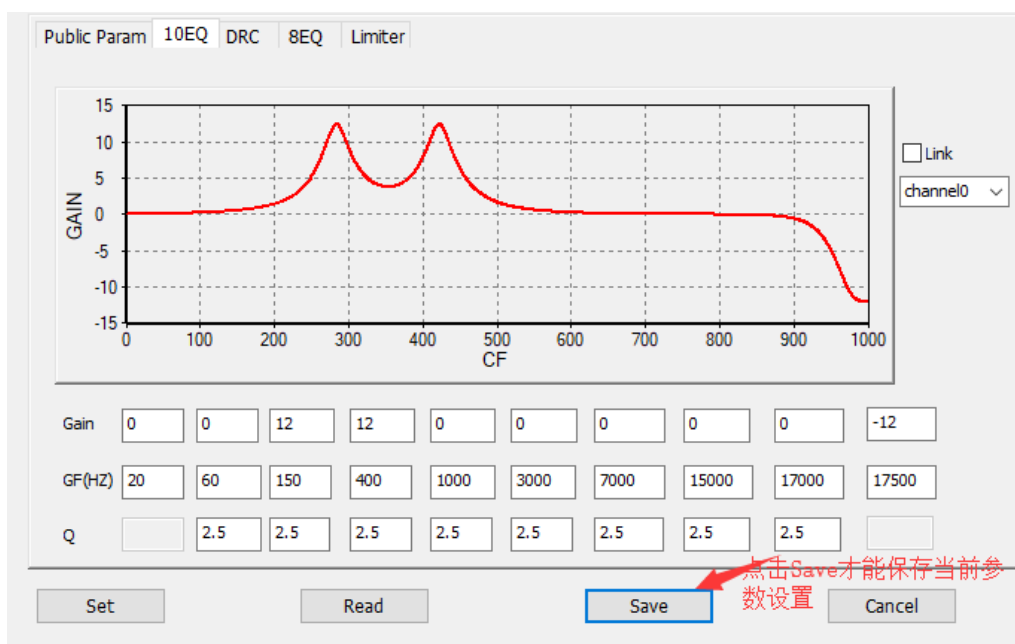 Public Param 10EQ DRC 8EQ Limiter
15
10
5
0
-5
-10
-15
GAIN
0 100 200 300 400 500 600 700 800 900 1000
CF
Link
channel0
Gain 0 0 12 12 0 0 0 0 0 -12
GF(HZ) 20 60 150 400 1000 3000 7000 15000 17000 17500
Q 2.5 2.5 2.5 2.5 2.5 2.5 2.5 2.5
点击Save才能保存当前参
数设置
Set Read Save Cancel